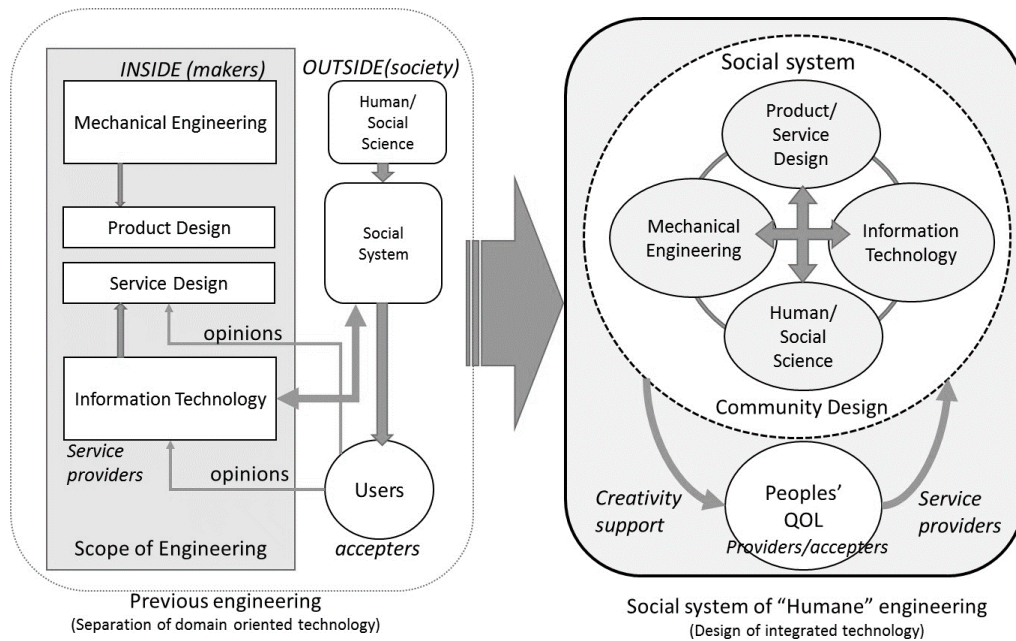 INSIDE (makers)
Mechanical Engineering
Product Design
Service Design
opinions
Information Technology
Service
providers
opinions
Scope of Engineering
OUTSIDE(society)
Human/
Social
Science
Social
System
Users
accepters
Previous engineering
(Separation of domain oriented technology)
Social system
Product/
Service
Design
Mechanical
Engineering
Information
Technology
Human/
Social
Science
Community Design
Creativity
support
Peoples’
QOL
Providers/accepters
Service
providers
Social system of “Humane” engineering
(Design of integrated technology)